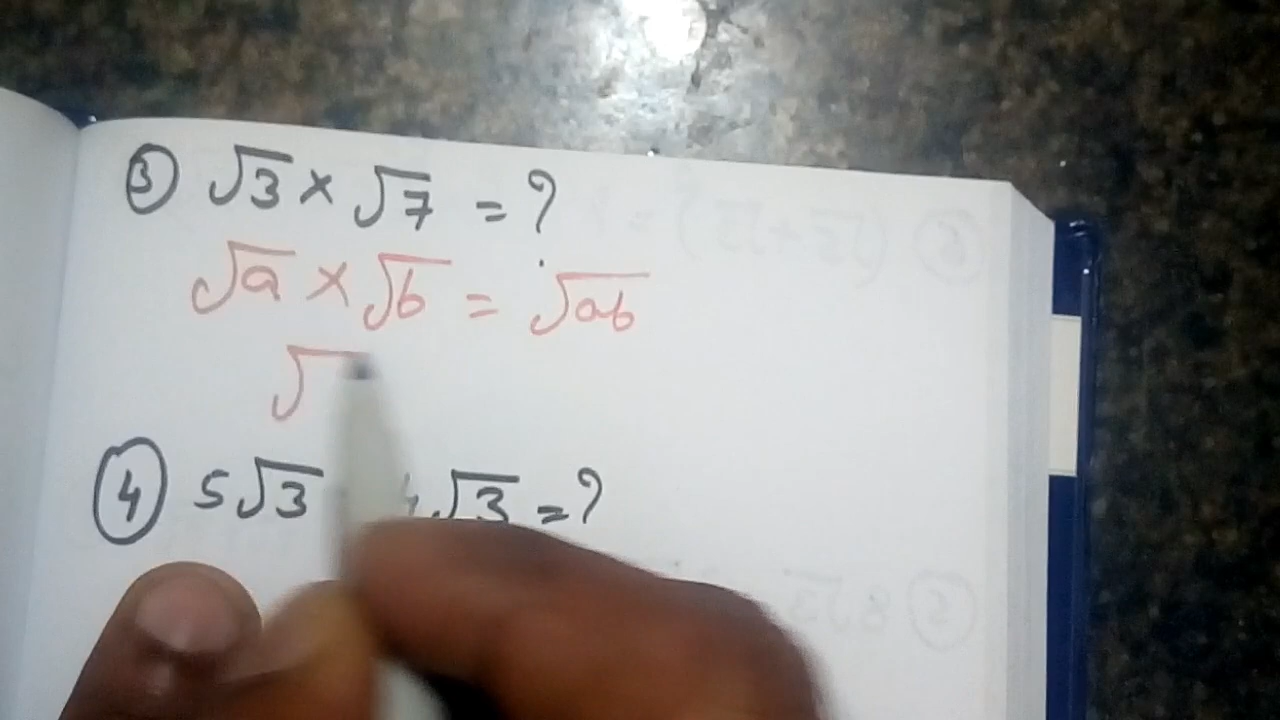 ③ √3 × √7 = ?
√a × √b = √ab
√
④ 5√3 √3 = ?